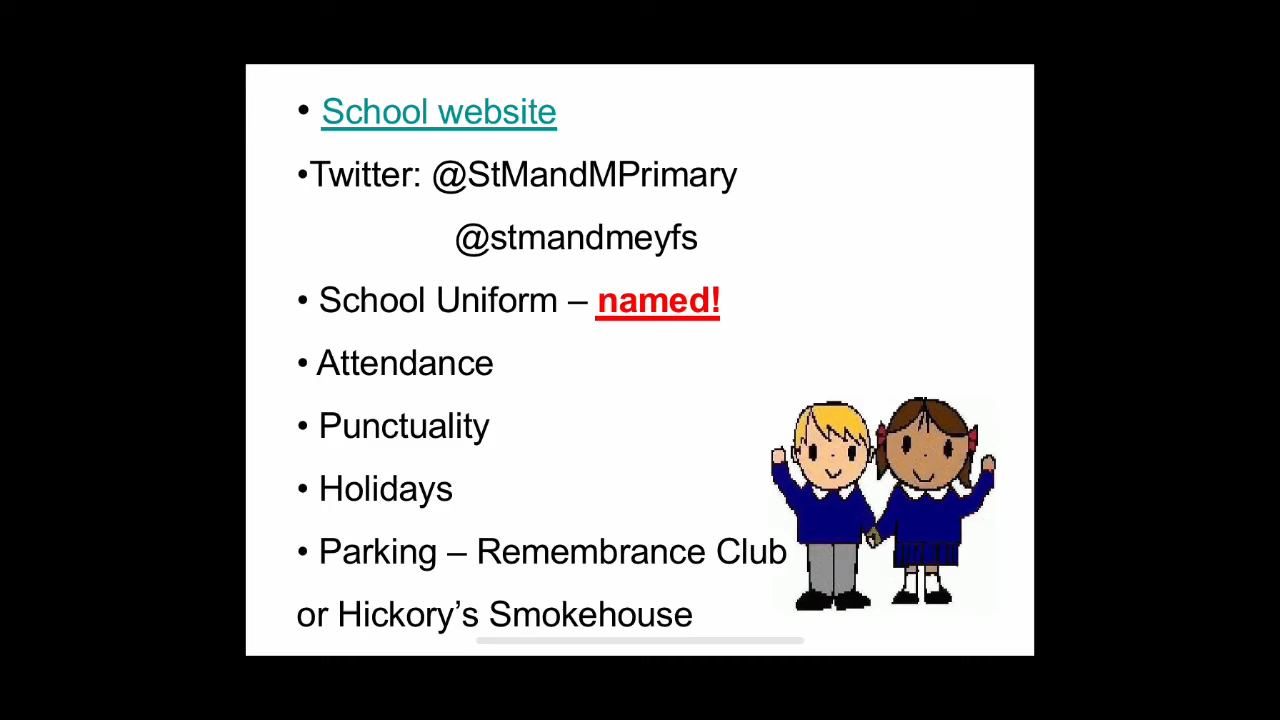 • School website
•Twitter: @StMandMPrimary
@stmandmeyfs
• School Uniform – named!
• Attendance
• Punctuality
• Holidays
• Parking – Remembrance Club
or Hickory’s Smokehouse